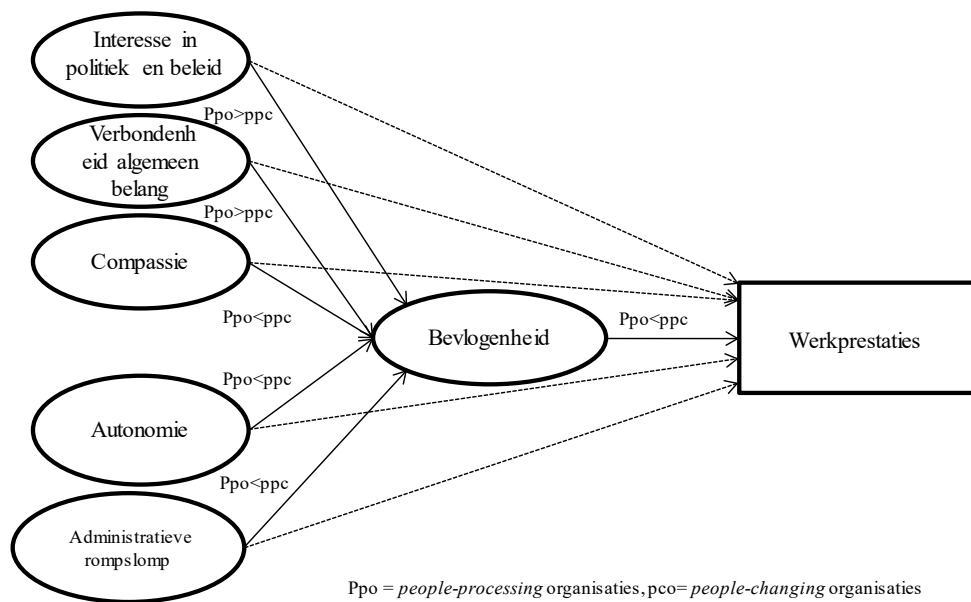 Interesse in
politiek en beleid
Ppo>ppc
Verbondenh
eid algemeen
belang
Ppo>ppc
Compassie
Ppo<ppc
Bevlogenheid
Ppo<ppc
Werkprestaties
Ppo<ppc
Autonomie
Ppo<ppc
Administratieve
rompslomp
Ppo = people-processing organisaties, pco= people-changing organisaties